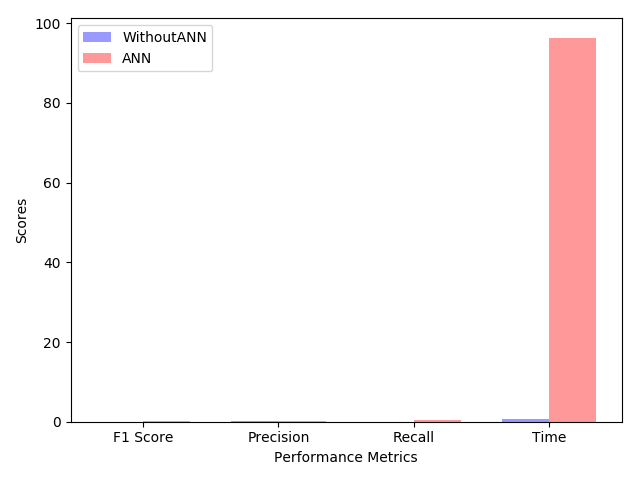 WithoutANN
ANN
100
80
60
40
20
0
Scores
F1 Score Precision Recall Time
Performance Metrics